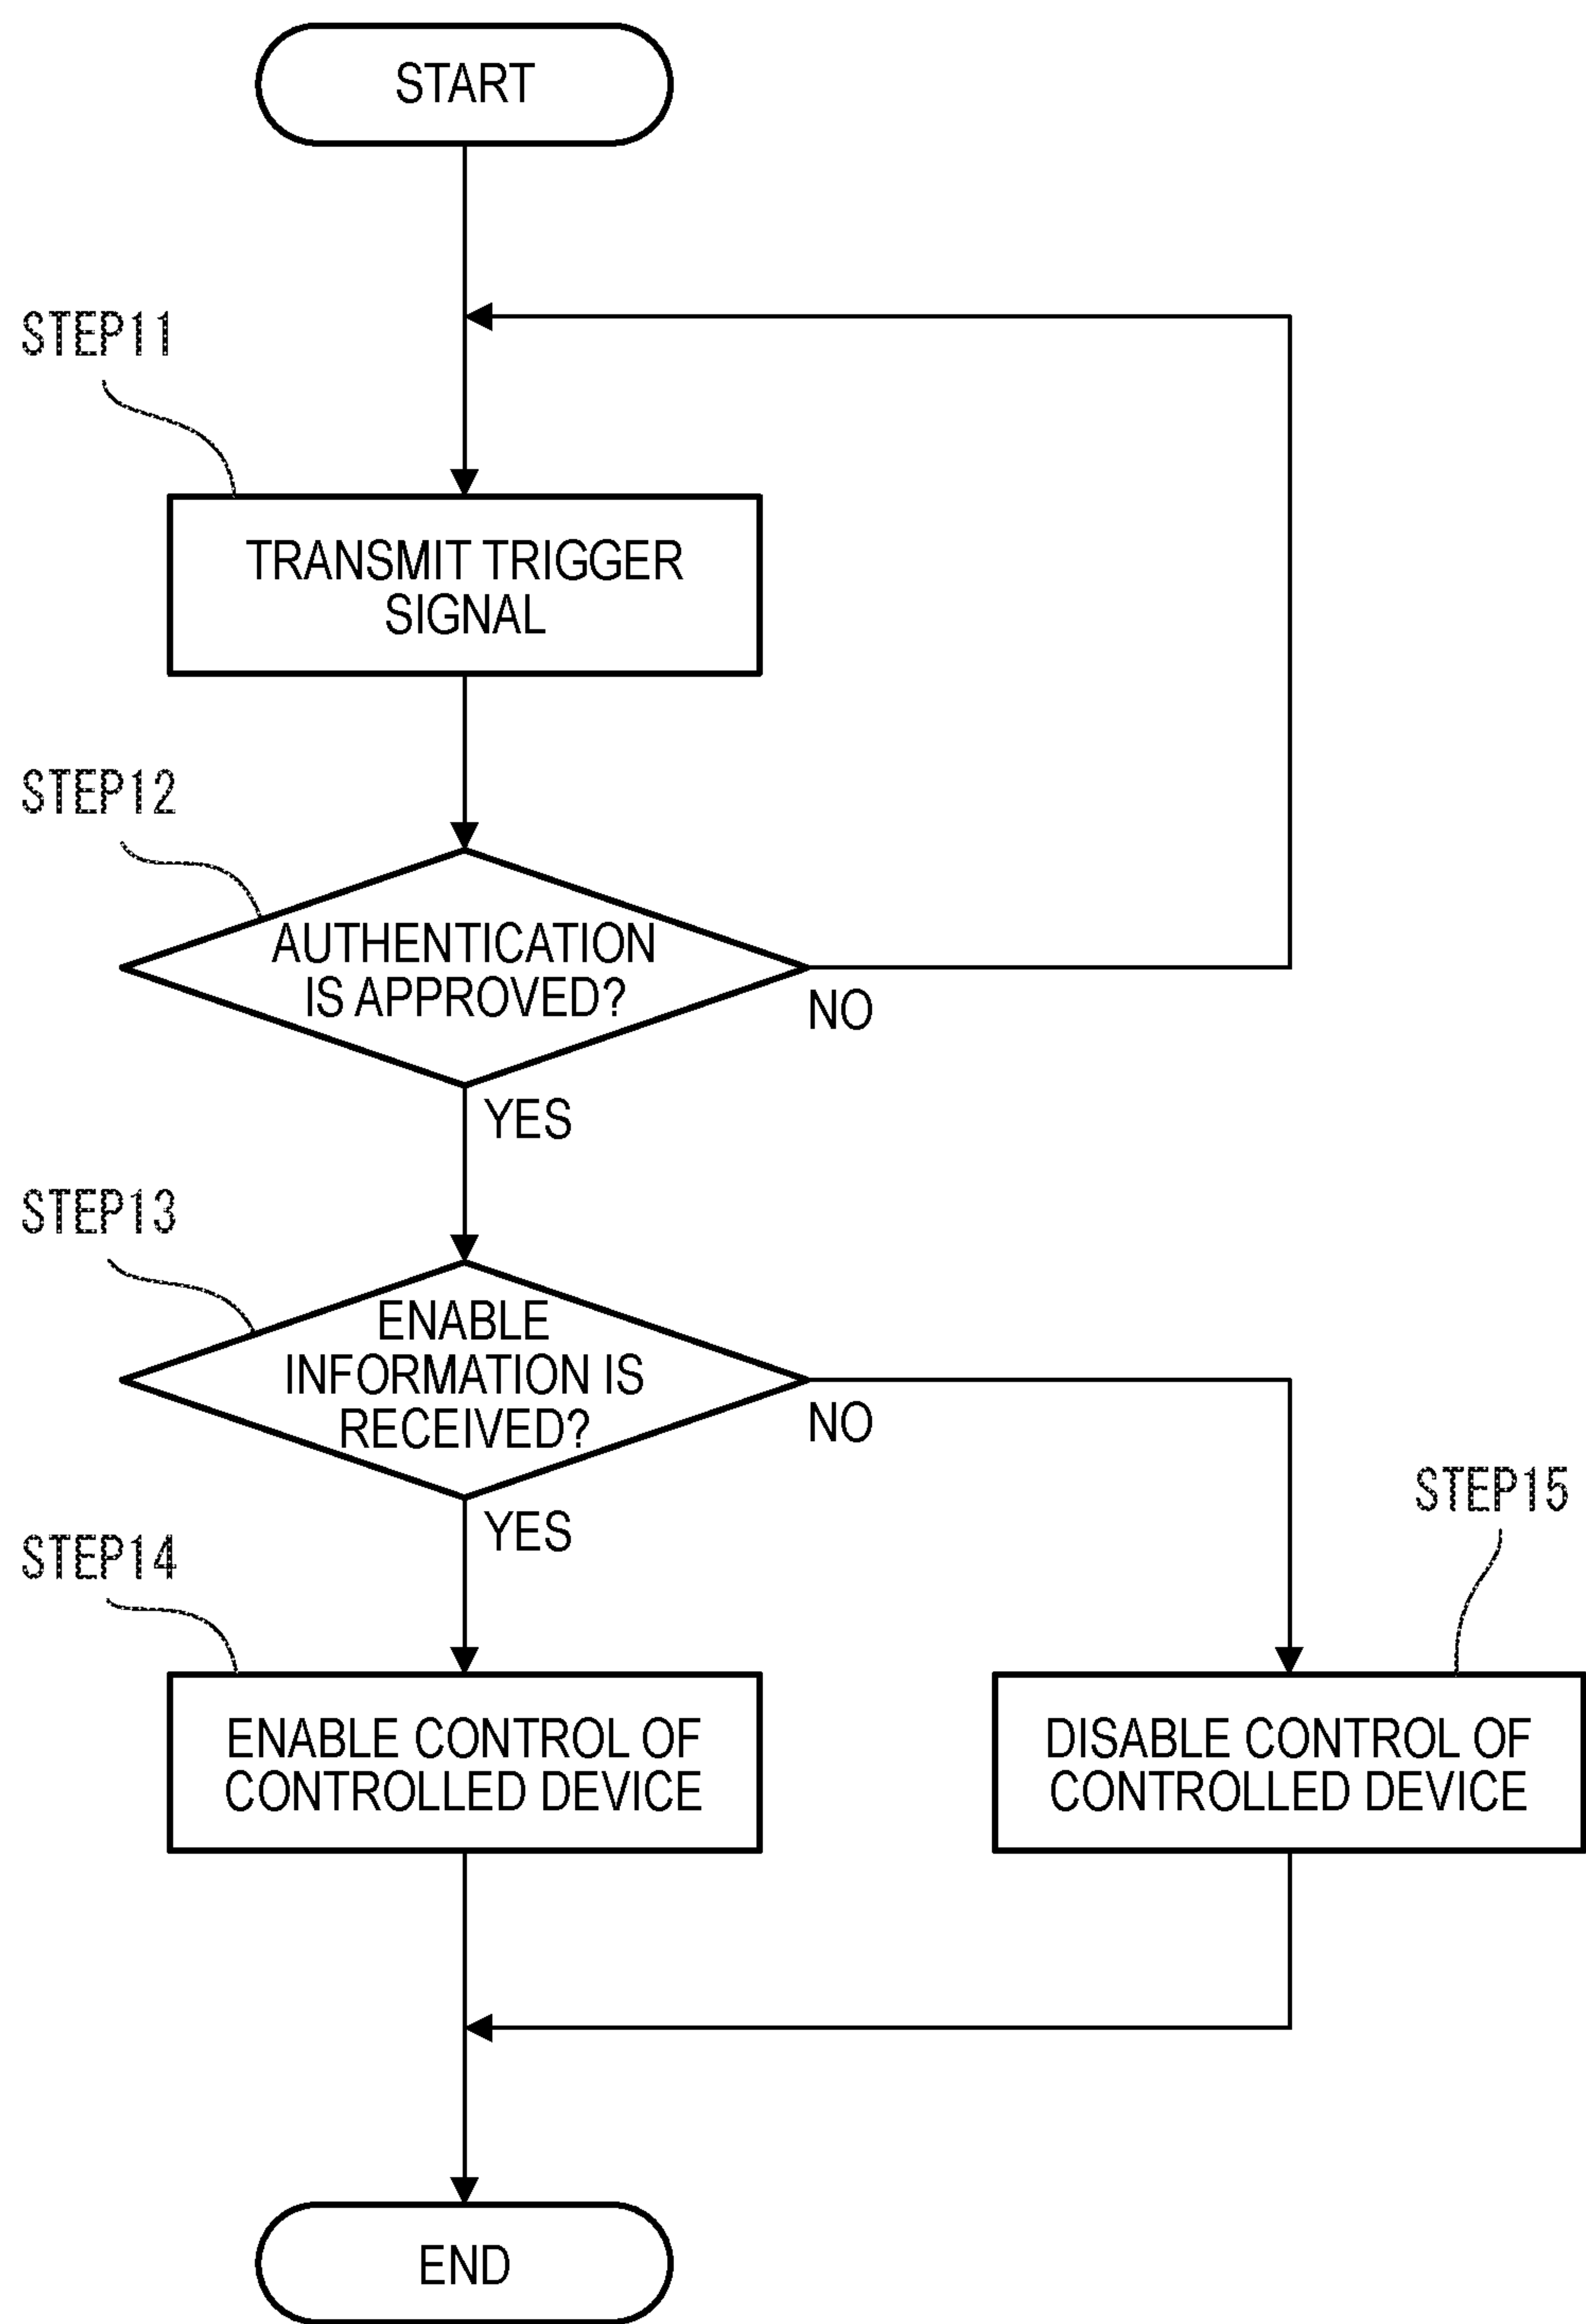 START
STEP11
TRANSMIT TRIGGER
SIGNAL
STEP12
AUTHENTICATION
IS APPROVED?
NO
YES
STEP13
ENABLE
INFORMATION IS
RECEIVED?
NO
YES
STEP15
STEP14
ENABLE CONTROL OF
CONTROLLED DEVICE
DISABLE CONTROL OF
CONTROLLED DEVICE
END